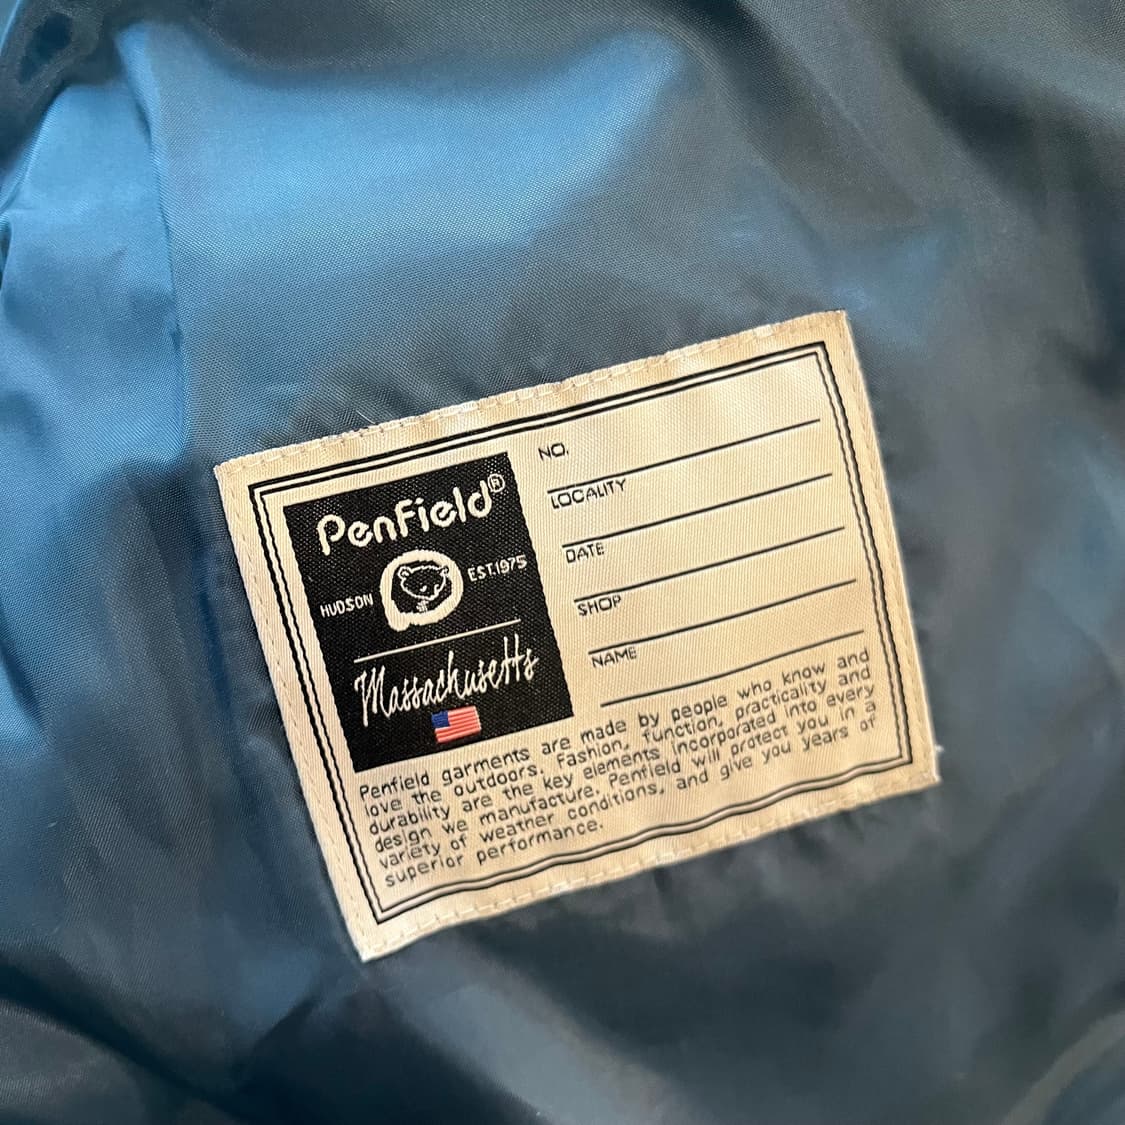 Penfield®
HUDSON EST.1975
Massachusetts
NO.
LOCALITY
DATE
SHOP
NAME
Penfield garments are made by people who know and
love the outdoors. Fashion, function, practicality and
durability are the key elements incorporated into every
design we manufacture. Penfield will protect you in a
variety of weather conditions, and give you years of
superior performance.